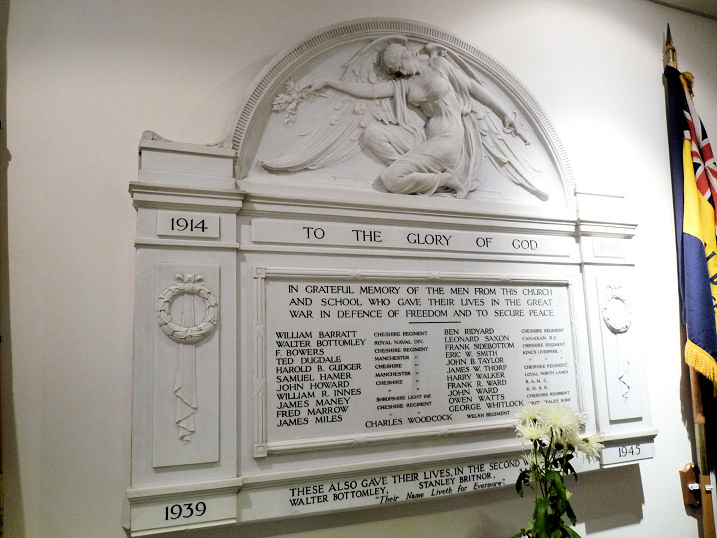 1914
TO THE GLORY OF GOD
IN GRATEFUL MEMORY OF THE MEN FROM THIS CHURCH
AND SCHOOL WHO GAVE THEIR LIVES IN THE GREAT
WAR IN DEFENCE OF FREEDOM AND TO SECURE PEACE
WILLIAM BARRATT CHESHIRE REGIMENT
WALTER BOTTOMLEY ROYAL NAVAL DIV.
F. BOWERS CHESHIRE REGIMENT
TED DUGDALE MANCHESTER "
HAROLD B. GUDGER CHESHIRE "
SAMUEL HAMER MANCHESTER "
JOHN HOWARD CHESHIRE "
WILLIAM R. INNES " "
JAMES MANEY SHROPSHIRE LIGHT INF
FRED MARROW CHESHIRE REGIMENT
JAMES MILES " "
BEN RIDYARD CHESHIRE REGIMENT
LEONARD SAXON CANADIAN R.E.
FRANK SIDEBOTTOM CHESHIRE REGIMENT
ERIC W. SMITH KING'S LIVERPOOL "
JOHN B. TAYLOR " "
JAMES W. THORP CHESHIRE REGIMENT
HARRY WALKER LOYAL NORTH LANCS
FRANK R. WARD R.A.M.C.
JOHN WARD K.O.S.B.
OWEN WATTS CHESHIRE REGIMENT
GEORGE WHITLOCK WALES BORD
CHARLES WOODCOCK WELSH REGIMENT
1939
1945
THESE ALSO GAVE THEIR LIVES IN THE SECOND
WALTER BOTTOMLEY, STANLEY BRITNOR,
"Their Name Liveth for Evermore"